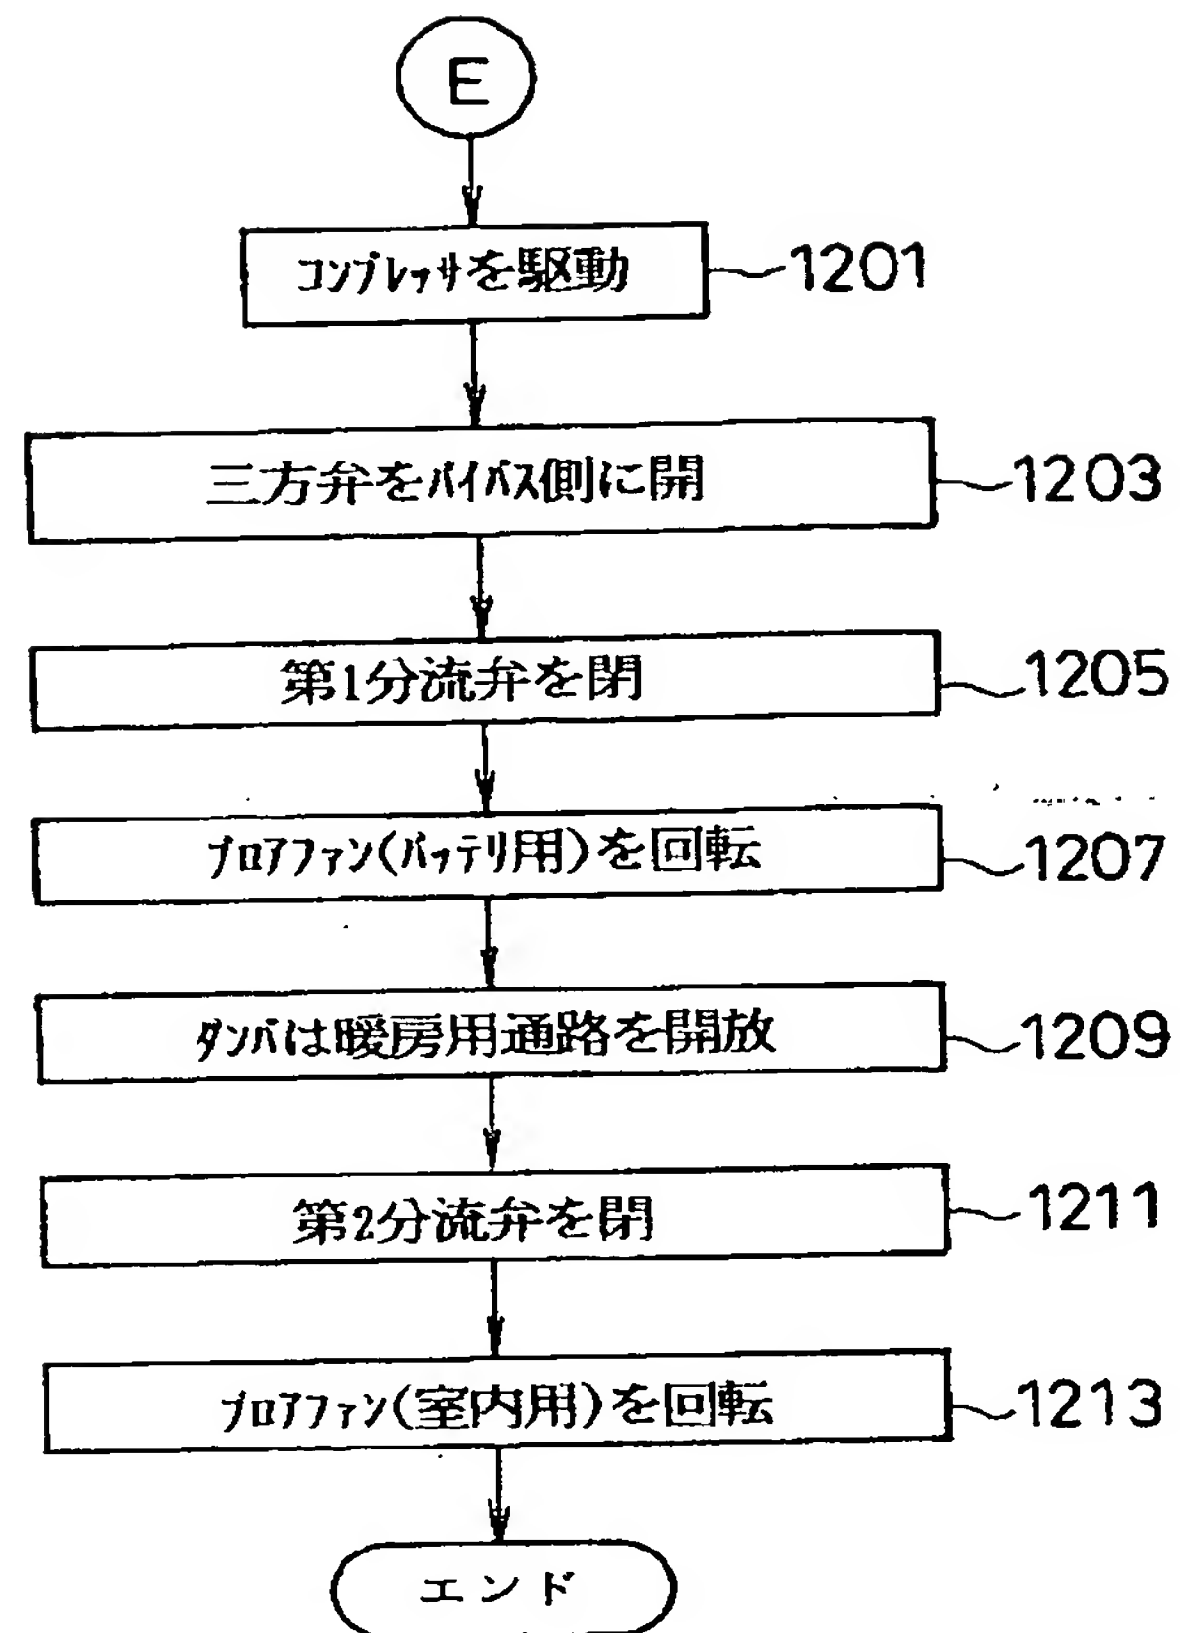 E
コンプレッサを駆動 1201
三方弁をバイパス側に開 1203
第1分流弁を閉 1205
ブロアファン(バッテリ用)を回転 1207
ダンパは暖房用通路を開放 1209
第2分流弁を閉 1211
ブロアファン(室内用)を回転 1213
エンド